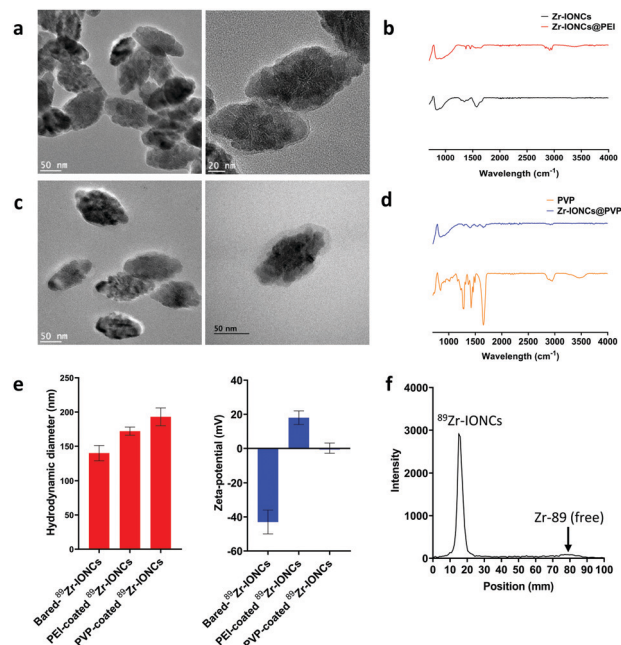 a
50 nm
20 nm
b
Zr-IONCs
Zr-IONCs@PEI
1000 1500 2000 2500 3000 3500 4000
Wavelength (cm⁻¹)
c
50 nm
50 nm
d
PVP
Zr-IONCs@PVP
1000 1500 2000 2500 3000 3500 4000
Wavelength (cm⁻¹)
e
Hydrodynamic diameter (nm)
250
200
150
100
50
0
Bared-⁸⁹Zr-IONCs
PEI-coated ⁸⁹Zr-IONCs
PVP-coated ⁸⁹Zr-IONCs
Zeta-potential (mV)
40
20
0
-20
-40
-60
Bared-⁸⁹Zr-IONCs
PEI-coated ⁸⁹Zr-IONCs
PVP-coated ⁸⁹Zr-IONCs
f
Intensity
4000
3000
2000
1000
0
⁸⁹Zr-IONCs
Zr-89 (free)
0 10 20 30 40 50 60 70 80 90 100
Position (mm)